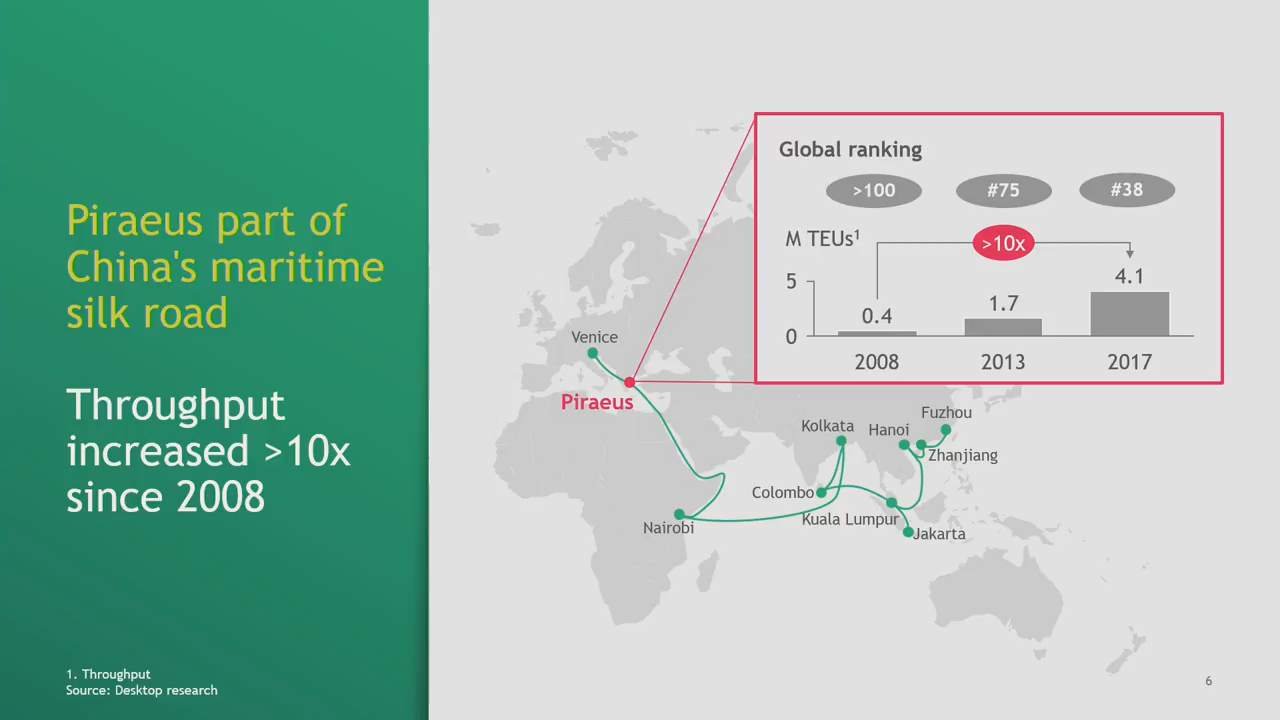 Piraeus part of
China's maritime
silk road
Throughput
increased >10x
since 2008
1. Throughput
Source: Desktop research
Global ranking
>100 #75 #38
M TEUs¹
>10x
5
0
0.4 1.7 4.1
2008 2013 2017
Venice
Piraeus
Nairobi
Kolkata
Hanoi
Fuzhou
Zhanjiang
Colombo
Kuala Lumpur
Jakarta
6